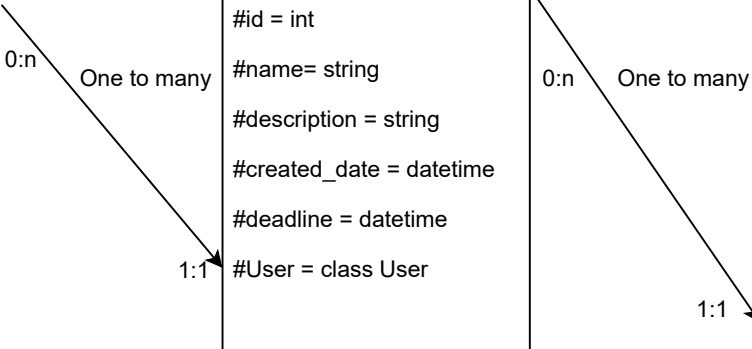 #id = int
0:n
One to many
#name= string
0:n
One to many
#description = string
#created_date = datetime
#deadline = datetime
1:1
#User = class User
1:1